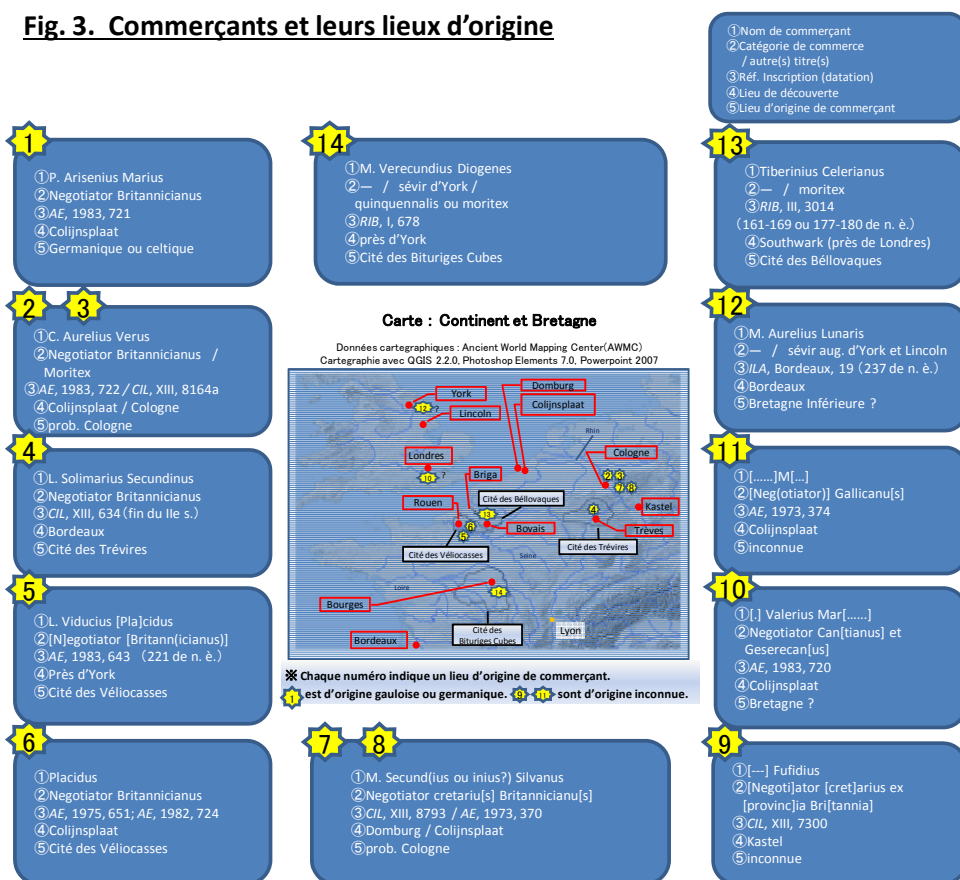 Fig. 3. Commerçants et leurs lieux d'origine
①Nom de commerçant
②Catégorie de commerce
/ autre(s) titre(s)
③Réf. Inscription (datation)
④Lieu de découverte
⑤Lieu d'origine de commerçant
1
①P. Arisenius Marius
②Negotiator Britannicianus
③AE, 1983, 721
④Colijnsplaat
⑤Germanique ou celtique
14
①M. Verecundius Diogenes
②— / sévir d'York /
quinquennalis ou moritex
③RIB, I, 678
④près d'York
⑤Cité des Bituriges Cubes
13
①Tiberinius Celerianus
②— / moritex
③RIB, III, 3014
(161-169 ou 177-180 de n. è.)
④Southwark (près de Londres)
⑤Cité des Béllovaques
2 3
①C. Aurelius Verus
②Negotiator Britannicianus /
Moritex
③AE, 1983, 722 / CIL, XIII, 8164a
④Colijnsplaat / Cologne
⑤prob. Cologne
12
①M. Aurelius Lunaris
②— / sévir aug. d'York et Lincoln
③ILA, Bordeaux, 19 (237 de n. è.)
④Bordeaux
⑤Bretagne Inférieure ?
4
①L. Solimarius Secundinus
②Negotiator Britannicianus
③CIL, XIII, 634 (fin du IIe s.)
④Bordeaux
⑤Cité des Trévires
11
①[……]M[…]
②[Neg(otiator)] Gallicanu[s]
③AE, 1973, 374
④Colijnsplaat
⑤inconnue
5
①L. Viducius [Pla]cidus
②[N]egotiator [Britann(icianus)]
③AE, 1983, 643 (221 de n. è.)
④Près d'York
⑤Cité des Véliocasses
10
①[.] Valerius Mar[……]
②Negotiator Can[tianus] et
Geserecan[us]
③AE, 1983, 720
④Colijnsplaat
⑤Bretagne ?
6
①Placidus
②Negotiator Britannicianus
③AE, 1975, 651; AE, 1982, 724
④Colijnsplaat
⑤Cité des Véliocasses
7 8
①M. Secund(ius ou inius?) Silvanus
②Negotiator cretariu[s] Britannicianu[s]
③CIL, XIII, 8793 / AE, 1973, 370
④Domburg / Colijnsplaat
⑤prob. Cologne
9
①[---] Fufidius
②[Negoti]ator [cret]arius ex
[provinc]ia Bri[tannia]
③CIL, XIII, 7300
④Kastel
⑤inconnue
Carte : Continent et Bretagne
Données cartographiques : Ancient World Mapping Center(AWMC)
Cartographie avec QGIS 2.2.0, Photoshop Elements 7.0, Powerpoint 2007
York
12 ?
Lincoln
Domburg
Colijnsplaat
Rhin
Londres
10 ?
Briga
Cologne
2 3
7 8
Cité des Béllovaques
Rouen
13
6
5
Bovais
4
Kastel
Trèves
Cité des Véliocasses
Cité des Trévires
Seine
Loire
Bourges
14
Cité des
Bituriges Cubes
Lyon
Bordeaux
※ Chaque numéro indique un lieu d'origine de commerçant.
1 est d'origine gauloise ou germanique. 9 11 sont d'origine inconnue.